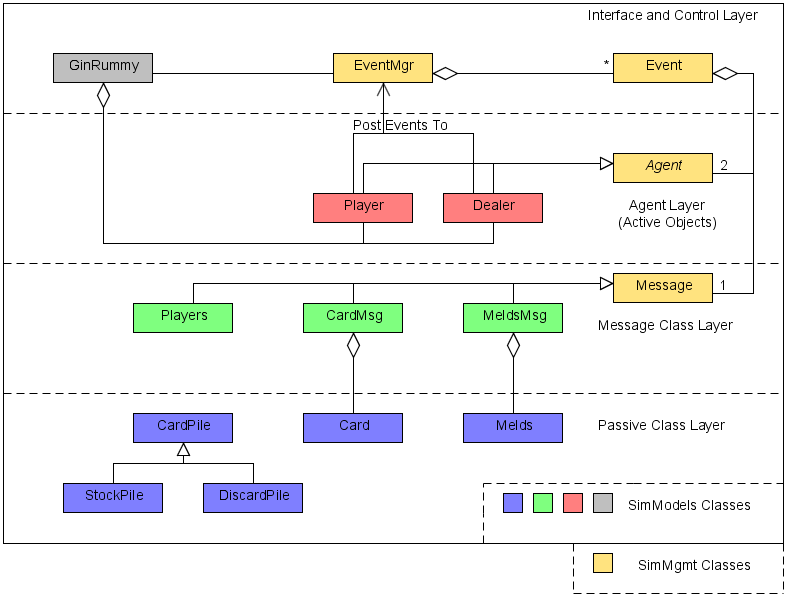 Interface and Control Layer
GinRummy
EventMgr
*
Event
Post Events To
Agent
2
Player
Dealer
Agent Layer
(Active Objects)
Message
1
Players
CardMsg
MeldsMsg
Message Class Layer
CardPile
Card
Melds
Passive Class Layer
StockPile
DiscardPile
SimModels Classes
SimMgmt Classes